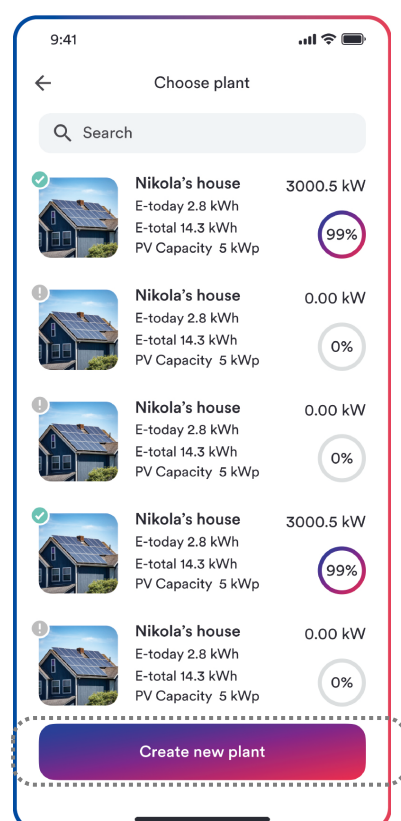 9:41
Choose plant
Search
Nikola's house 3000.5 kW
E-today 2.8 kWh
E-total 14.3 kWh 99%
PV Capacity 5 kWp
Nikola's house 0.00 kW
E-today 2.8 kWh
E-total 14.3 kWh 0%
PV Capacity 5 kWp
Nikola's house 0.00 kW
E-today 2.8 kWh
E-total 14.3 kWh 0%
PV Capacity 5 kWp
Nikola's house 3000.5 kW
E-today 2.8 kWh
E-total 14.3 kWh 99%
PV Capacity 5 kWp
Nikola's house 0.00 kW
E-today 2.8 kWh
E-total 14.3 kWh 0%
PV Capacity 5 kWp
Create new plant